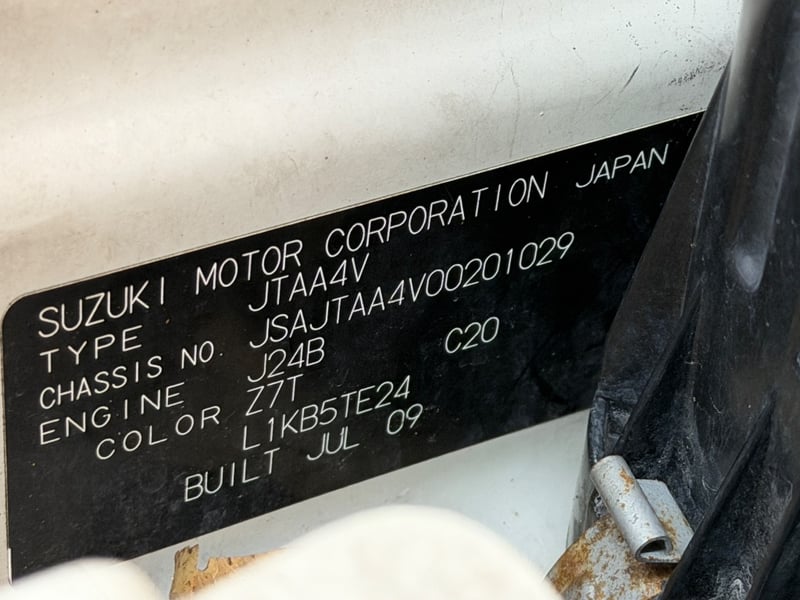 SUZUKI MOTOR CORPORATION JAPAN
TYPE JTAA4V
CHASSIS NO. JSAJTAA4V00201029
ENGINE J24B C20
COLOR Z7T
L1KB5TE24
BUILT JUL 09